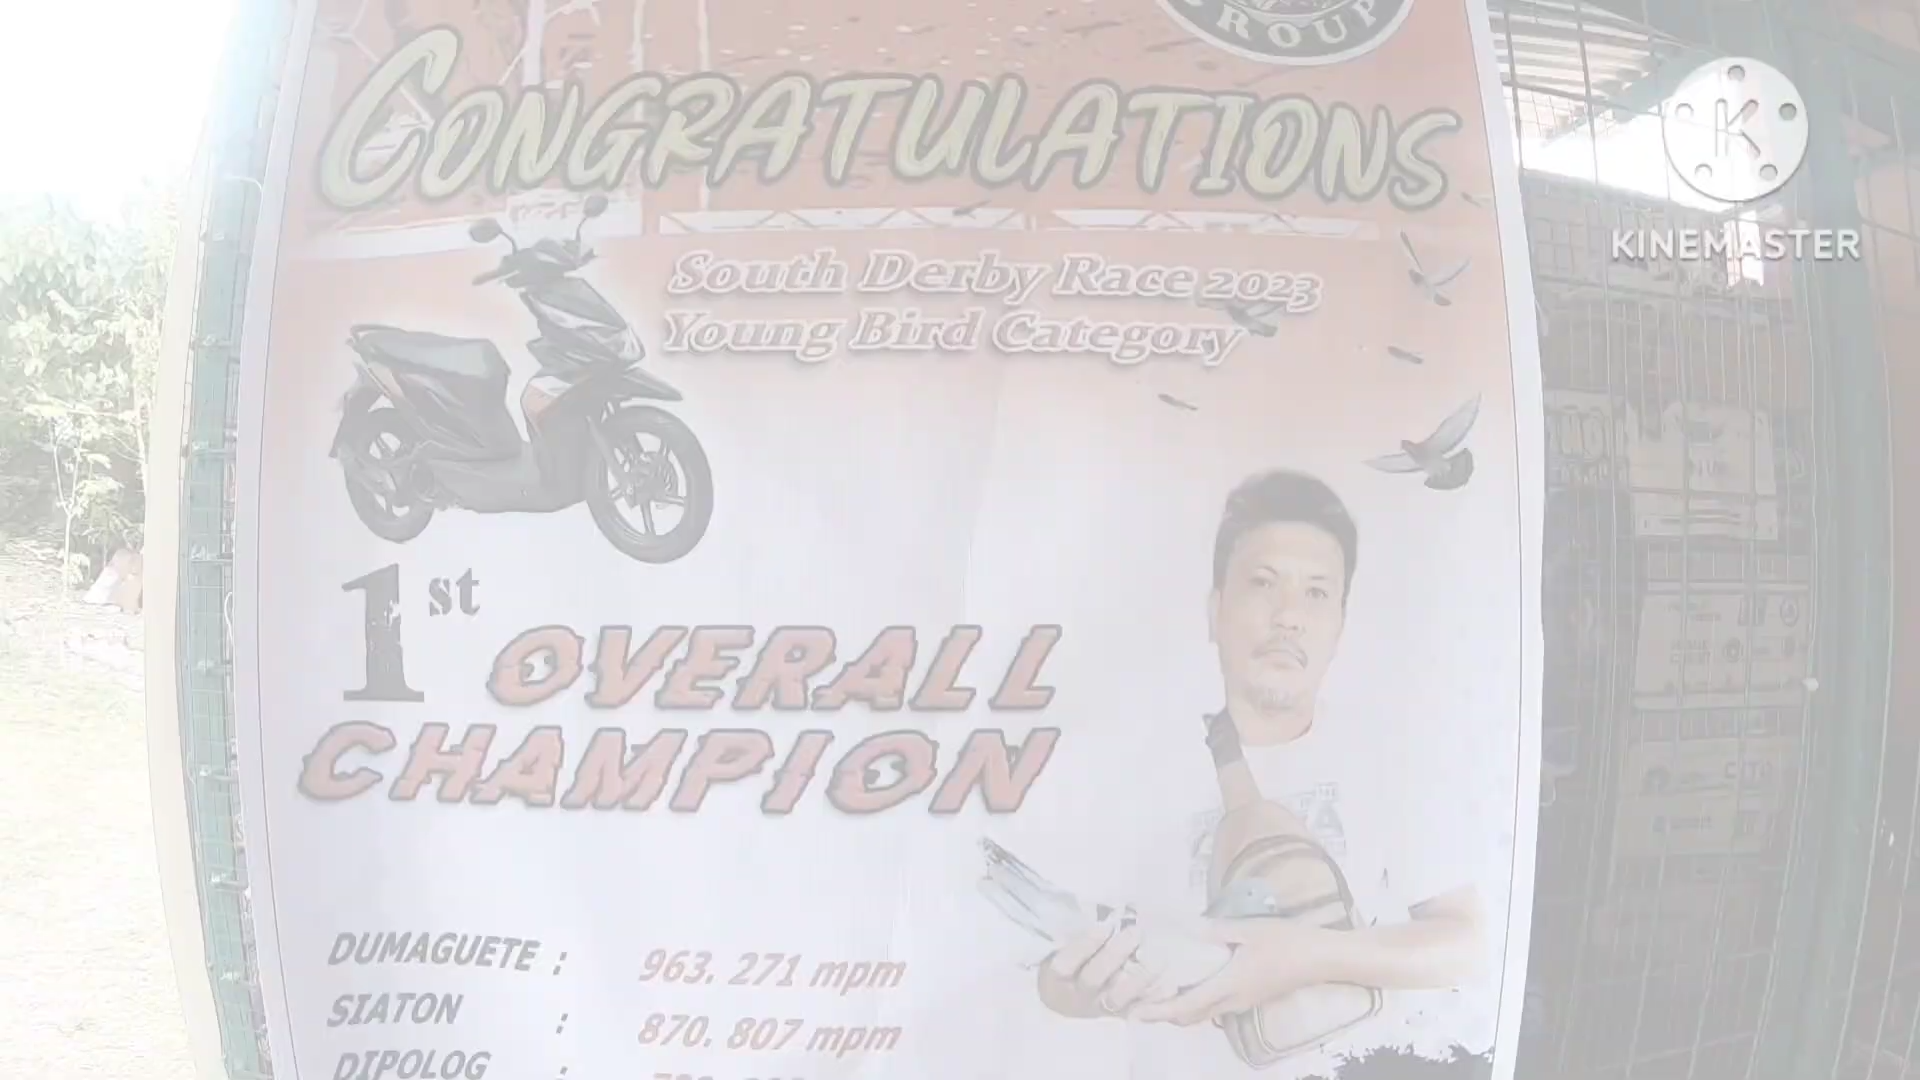 GROUP
CONGRATULATIONS
KINEMASTER
South Derby Race 2023
Young Bird Category
1st OVERALL
CHAMPION
DUMAGUETE : 963. 271 mpm
SIATON : 870. 807 mpm
DIPOLOG :